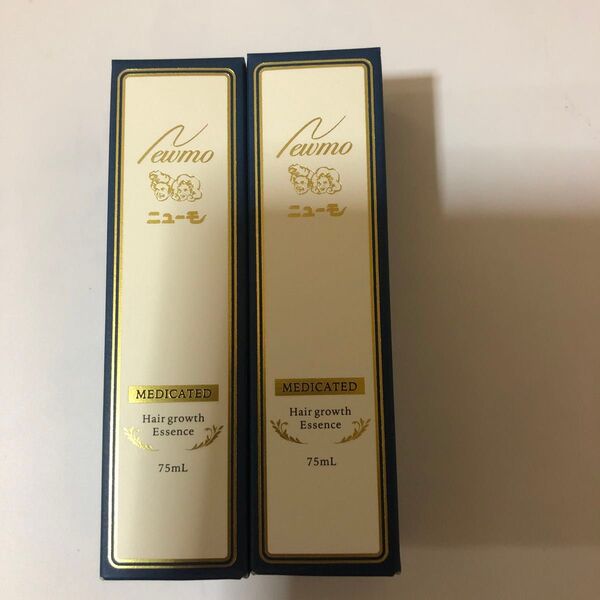 Newmo
ニューモ
MEDICATED
Hair growth
Essence
75mL
Newmo
ニューモ
MEDICATED
Hair growth
Essence
75mL